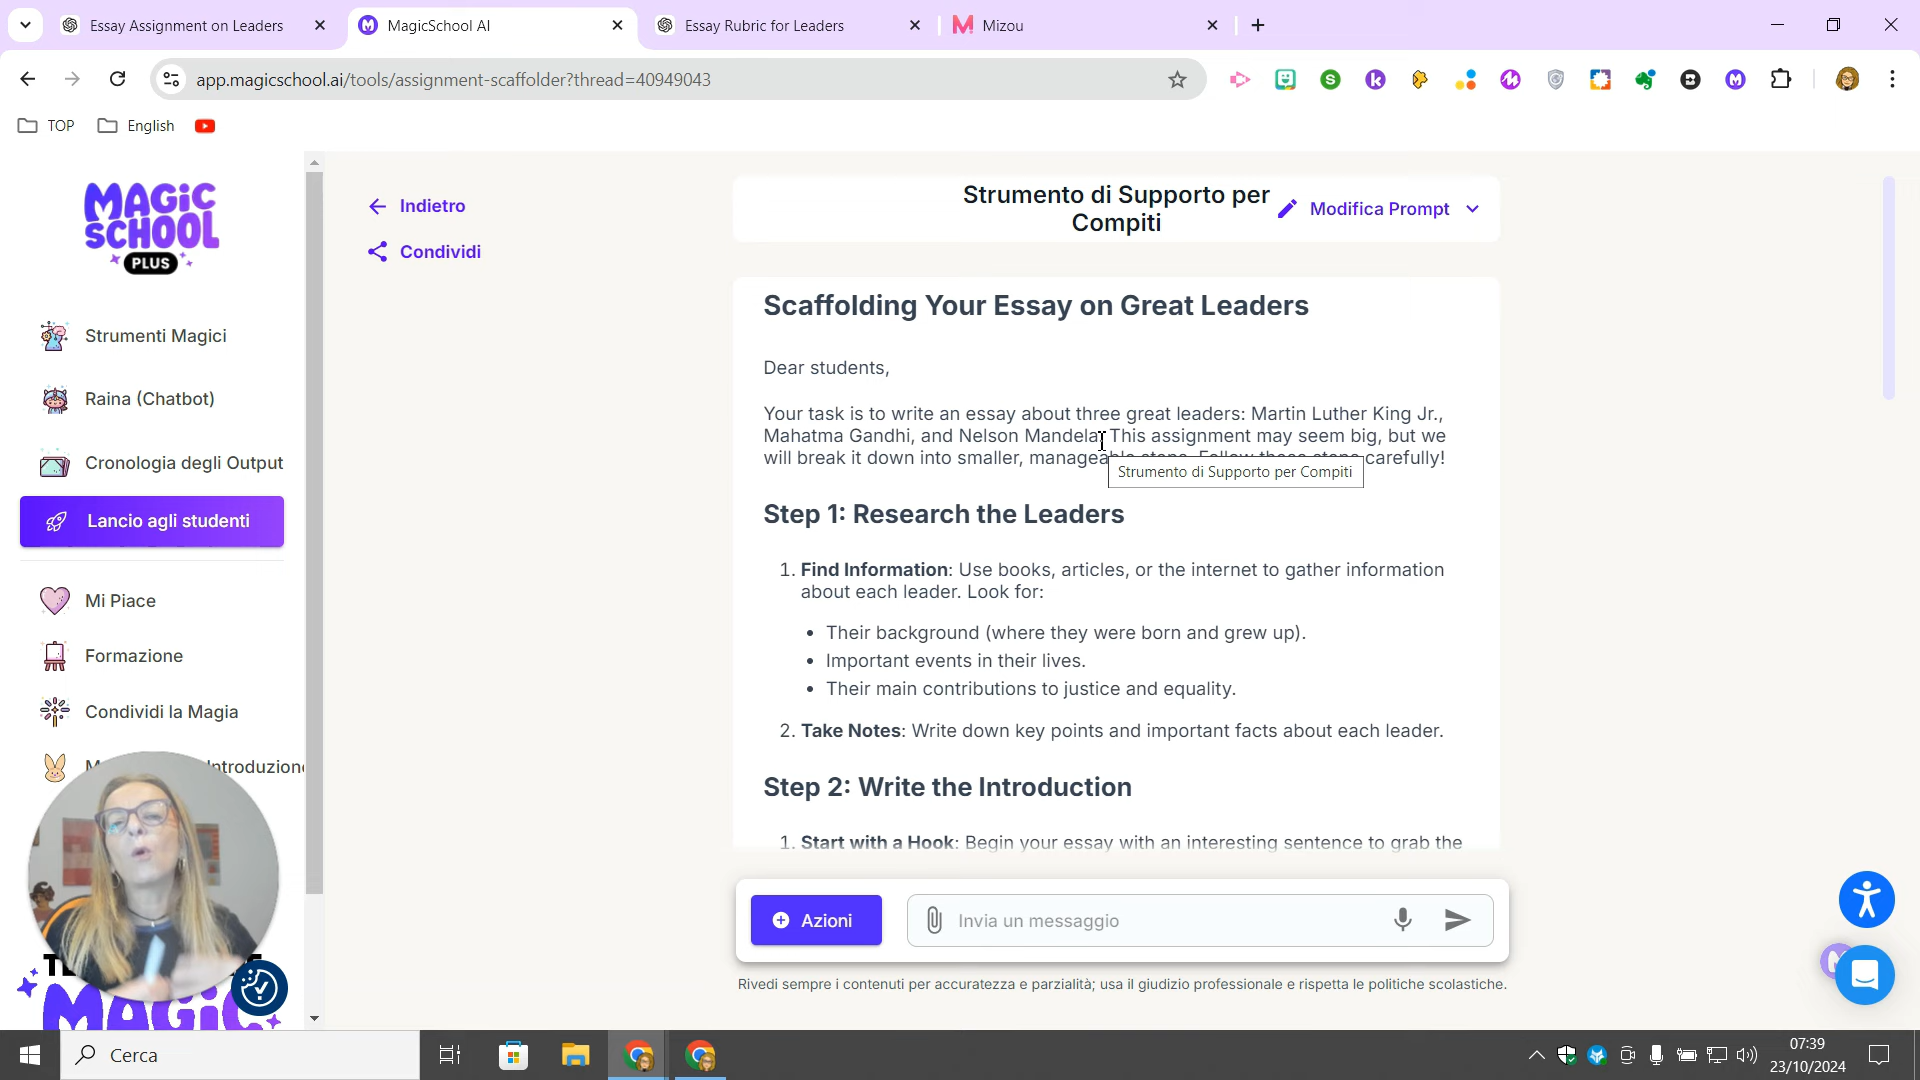 Essay Assignment on Leaders
MagicSchool AI
Essay Rubric for Leaders
Mizou
app.magicschool.ai/tools/assignment-scaffolder?thread=40949043
TOP
English
MAGiC
SCHOOL
PLUS
Strumenti Magici
Raina (Chatbot)
Cronologia degli Output
Lancio agli studenti
Mi Piace
Formazione
Condividi la Magia
Indietro
Condividi
Strumento di Supporto per
Compiti
Modifica Prompt
Scaffolding Your Essay on Great Leaders
Dear students,
Your task is to write an essay about three great leaders: Martin Luther King Jr.,
Mahatma Gandhi, and Nelson Mandela. This assignment may seem big, but we
will break it down into smaller, manageable steps. Follow these steps carefully!
Strumento di Supporto per Compiti
Step 1: Research the Leaders
1. Find Information: Use books, articles, or the internet to gather information
about each leader. Look for:
• Their background (where they were born and grew up).
• Important events in their lives.
• Their main contributions to justice and equality.
2. Take Notes: Write down key points and important facts about each leader.
Step 2: Write the Introduction
1. Start with a Hook: Begin your essay with an interesting sentence to grab the
Azioni
Invia un messaggio
Rivedi sempre i contenuti per accuratezza e parzialità; usa il giudizio professionale e rispetta le politiche scolastiche.
Cerca
07:39
23/10/2024